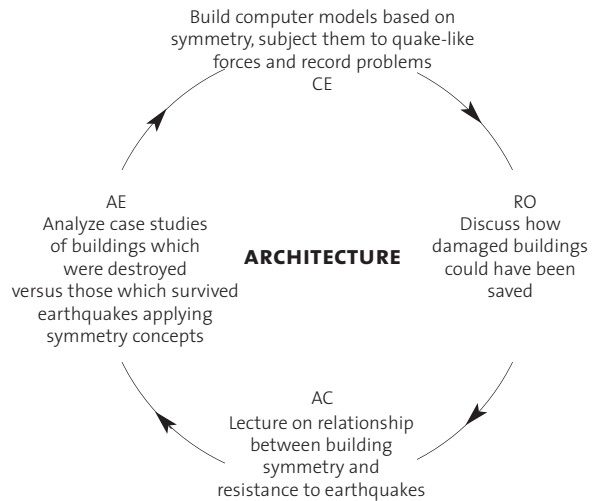 Build computer models based on
symmetry, subject them to quake-like
forces and record problems
CE
RO
Discuss how
damaged buildings
could have been
saved
AC
Lecture on relationship
between building
symmetry and
resistance to earthquakes
AE
Analyze case studies
of buildings which
were destroyed
versus those which survived
earthquakes applying
symmetry concepts
ARCHITECTURE